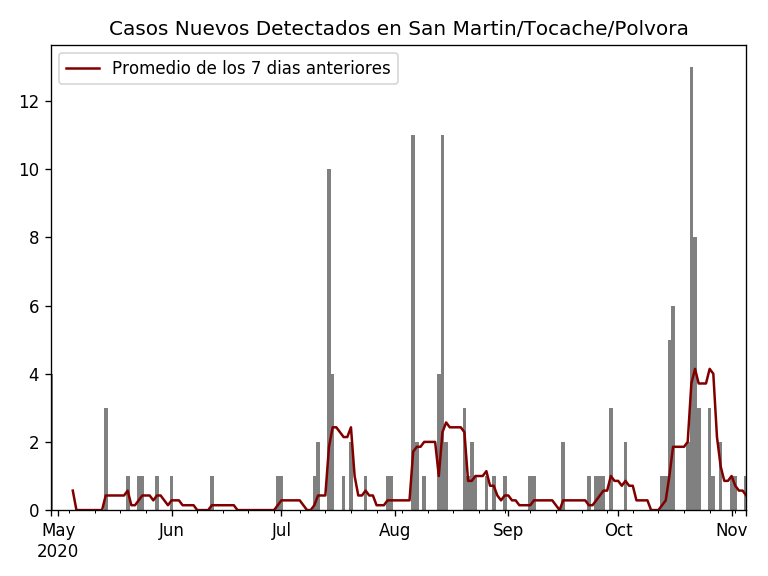 Casos Nuevos Detectados en San Martin/Tocache/Polvora
Promedio de los 7 dias anteriores
12
10
8
6
4
2
0
May Jun Jul Aug Sep Oct Nov
2020